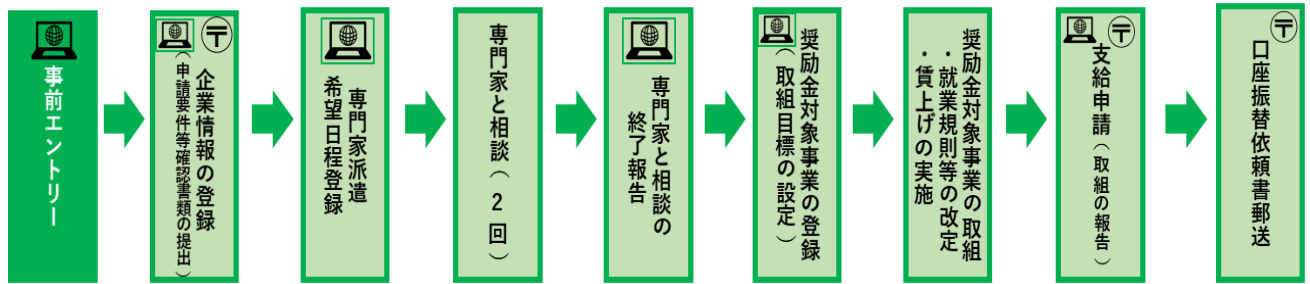 事前エントリー
〒
企業情報の登録
（申請要件等確認書類の提出）
専門家派遣
希望日程登録
専門家と相談（２回）
専門家と相談の
終了報告
奨励金対象事業の登録
（取組目標の設定）
奨励金対象事業の取組
・就業規則等の改定
・賃上げの実施
〒
支給申請（取組の報告）
〒
口座振替依頼書郵送